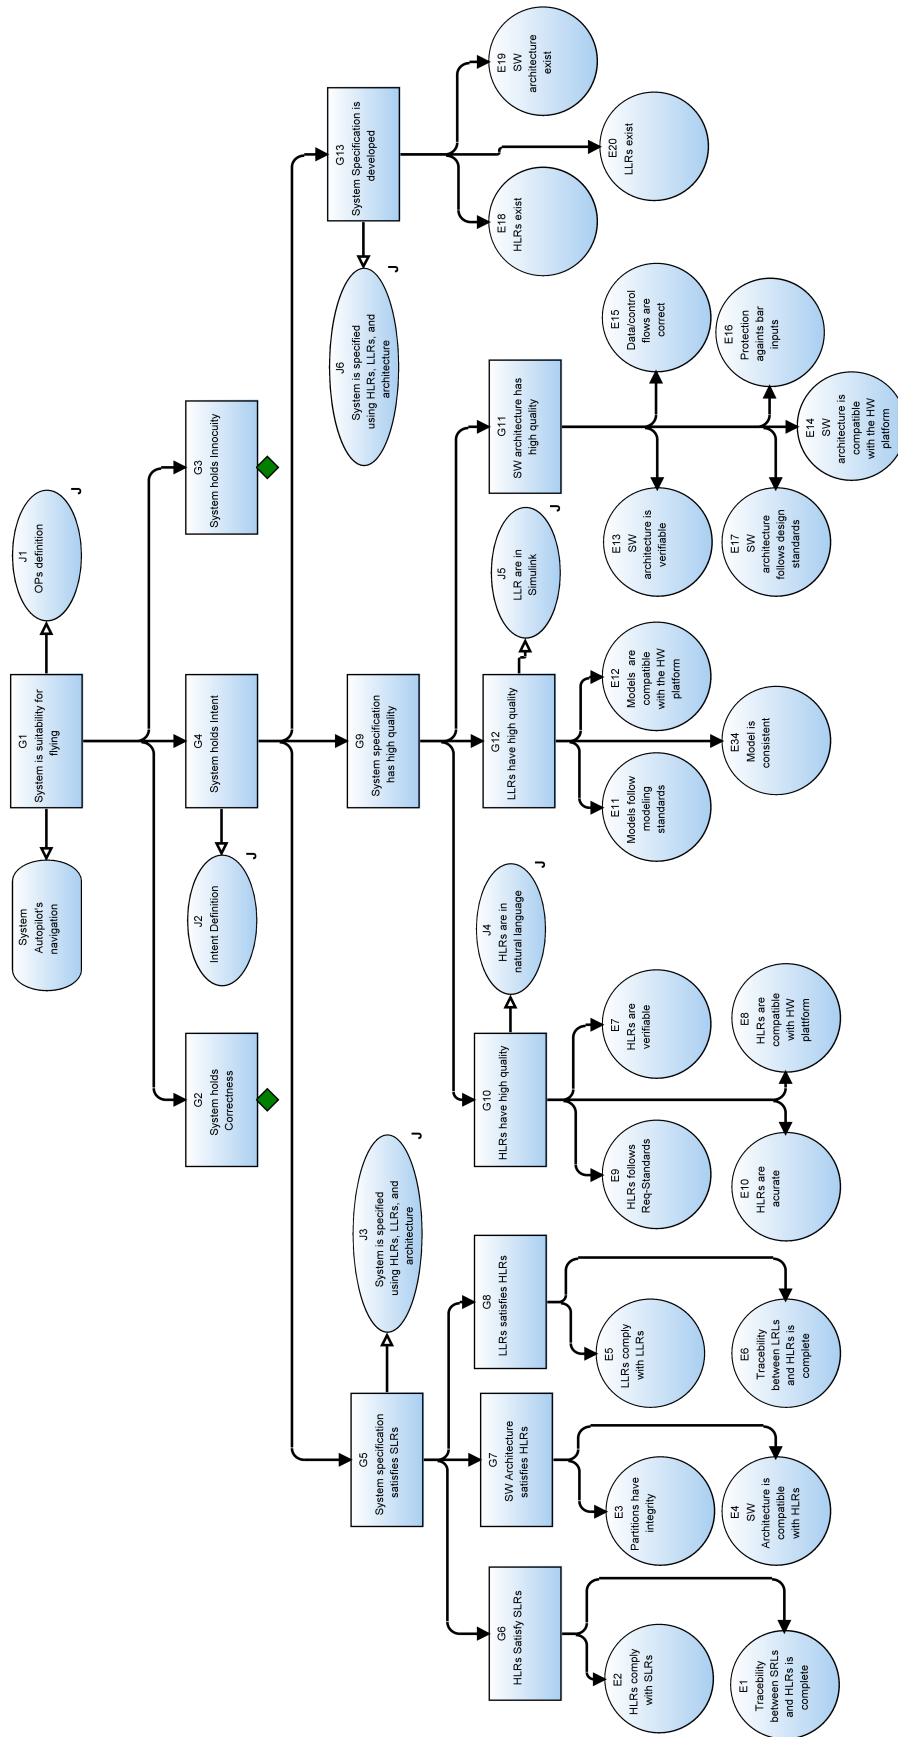 G1
System is suitability for
flying
System
Autopilot's
navigation
J1
OPs definition
J
G2
System holds
Correctness
G4
System holds Intent
G3
System holds Innocuity
J2
Intent Definition
J
G5
System specification
satisfies SLRs
J3
System is specified
using HLRs, LLRs, and
architecture
J
G9
System specification
has high quality
G13
System Specification is
developed
J6
System is specified
using HLRs, LLRs, and
architecture
J
G6
HLRs Satisfy SLRs
G7
SW Architecture
satisfies HLRs
G8
LLRs satisfies HLRs
G10
HLRs have high quality
J4
HLRs are in
natural language
J
G12
LLRs have high quality
J5
LLR are in
Simulink
J
G11
SW architecture has
high quality
E18
HLRs exist
E19
SW
architecture
exist
E20
LLRs exist
E2
HLRs comply
with SLRs
E1
Tracebility
between SRLs
and HLRs is
complete
E3
Partitions have
integrity
E4
SW
Architecture is
compatible
with HLRs
E5
LLRs comply
with LLRs
E6
Tracebility
between LRLs
and HLRs is
complete
E9
HLRs follows
Req-Standards
E7
HLRs are
verifiable
E10
HLRs are
acurate
E8
HLRs are
compatible
with HW
plattform
E11
Models follow
modeling
standards
E12
Models are
compatible
with the HW
platform
E34
Model is
consistent
E13
SW
architecture is
verifiable
E15
Data/control
flows are
correct
E17
SW
architecture
follows design
standards
E16
Protection
againts bar
inputs
E14
SW
architecture is
compatible
with the HW
platform